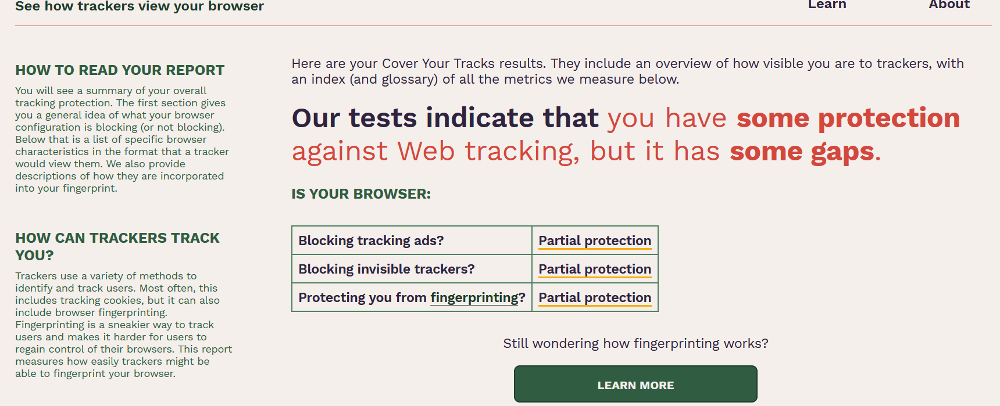 See how trackers view your browser
Learn
About
HOW TO READ YOUR REPORT
You will see a summary of your overall
tracking protection. The first section gives
you a general idea of what your browser
configuration is blocking (or not blocking).
Below that is a list of specific browser
characteristics in the format that a tracker
would view them. We also provide
descriptions of how they are incorporated
into your fingerprint.
HOW CAN TRACKERS TRACK
YOU?
Trackers use a variety of methods to
identify and track users. Most often, this
includes tracking cookies, but it can also
include browser fingerprinting.
Fingerprinting is a sneakier way to track
users and makes it harder for users to
regain control of their browsers. This report
measures how easily trackers might be
able to fingerprint your browser.
Here are your Cover Your Tracks results. They include an overview of how visible you are to trackers, with
an index (and glossary) of all the metrics we measure below.
Our tests indicate that you have some protection
against Web tracking, but it has some gaps.
IS YOUR BROWSER:
Blocking tracking ads? Partial protection
Blocking invisible trackers? Partial protection
Protecting you from fingerprinting? Partial protection
Still wondering how fingerprinting works?
LEARN MORE